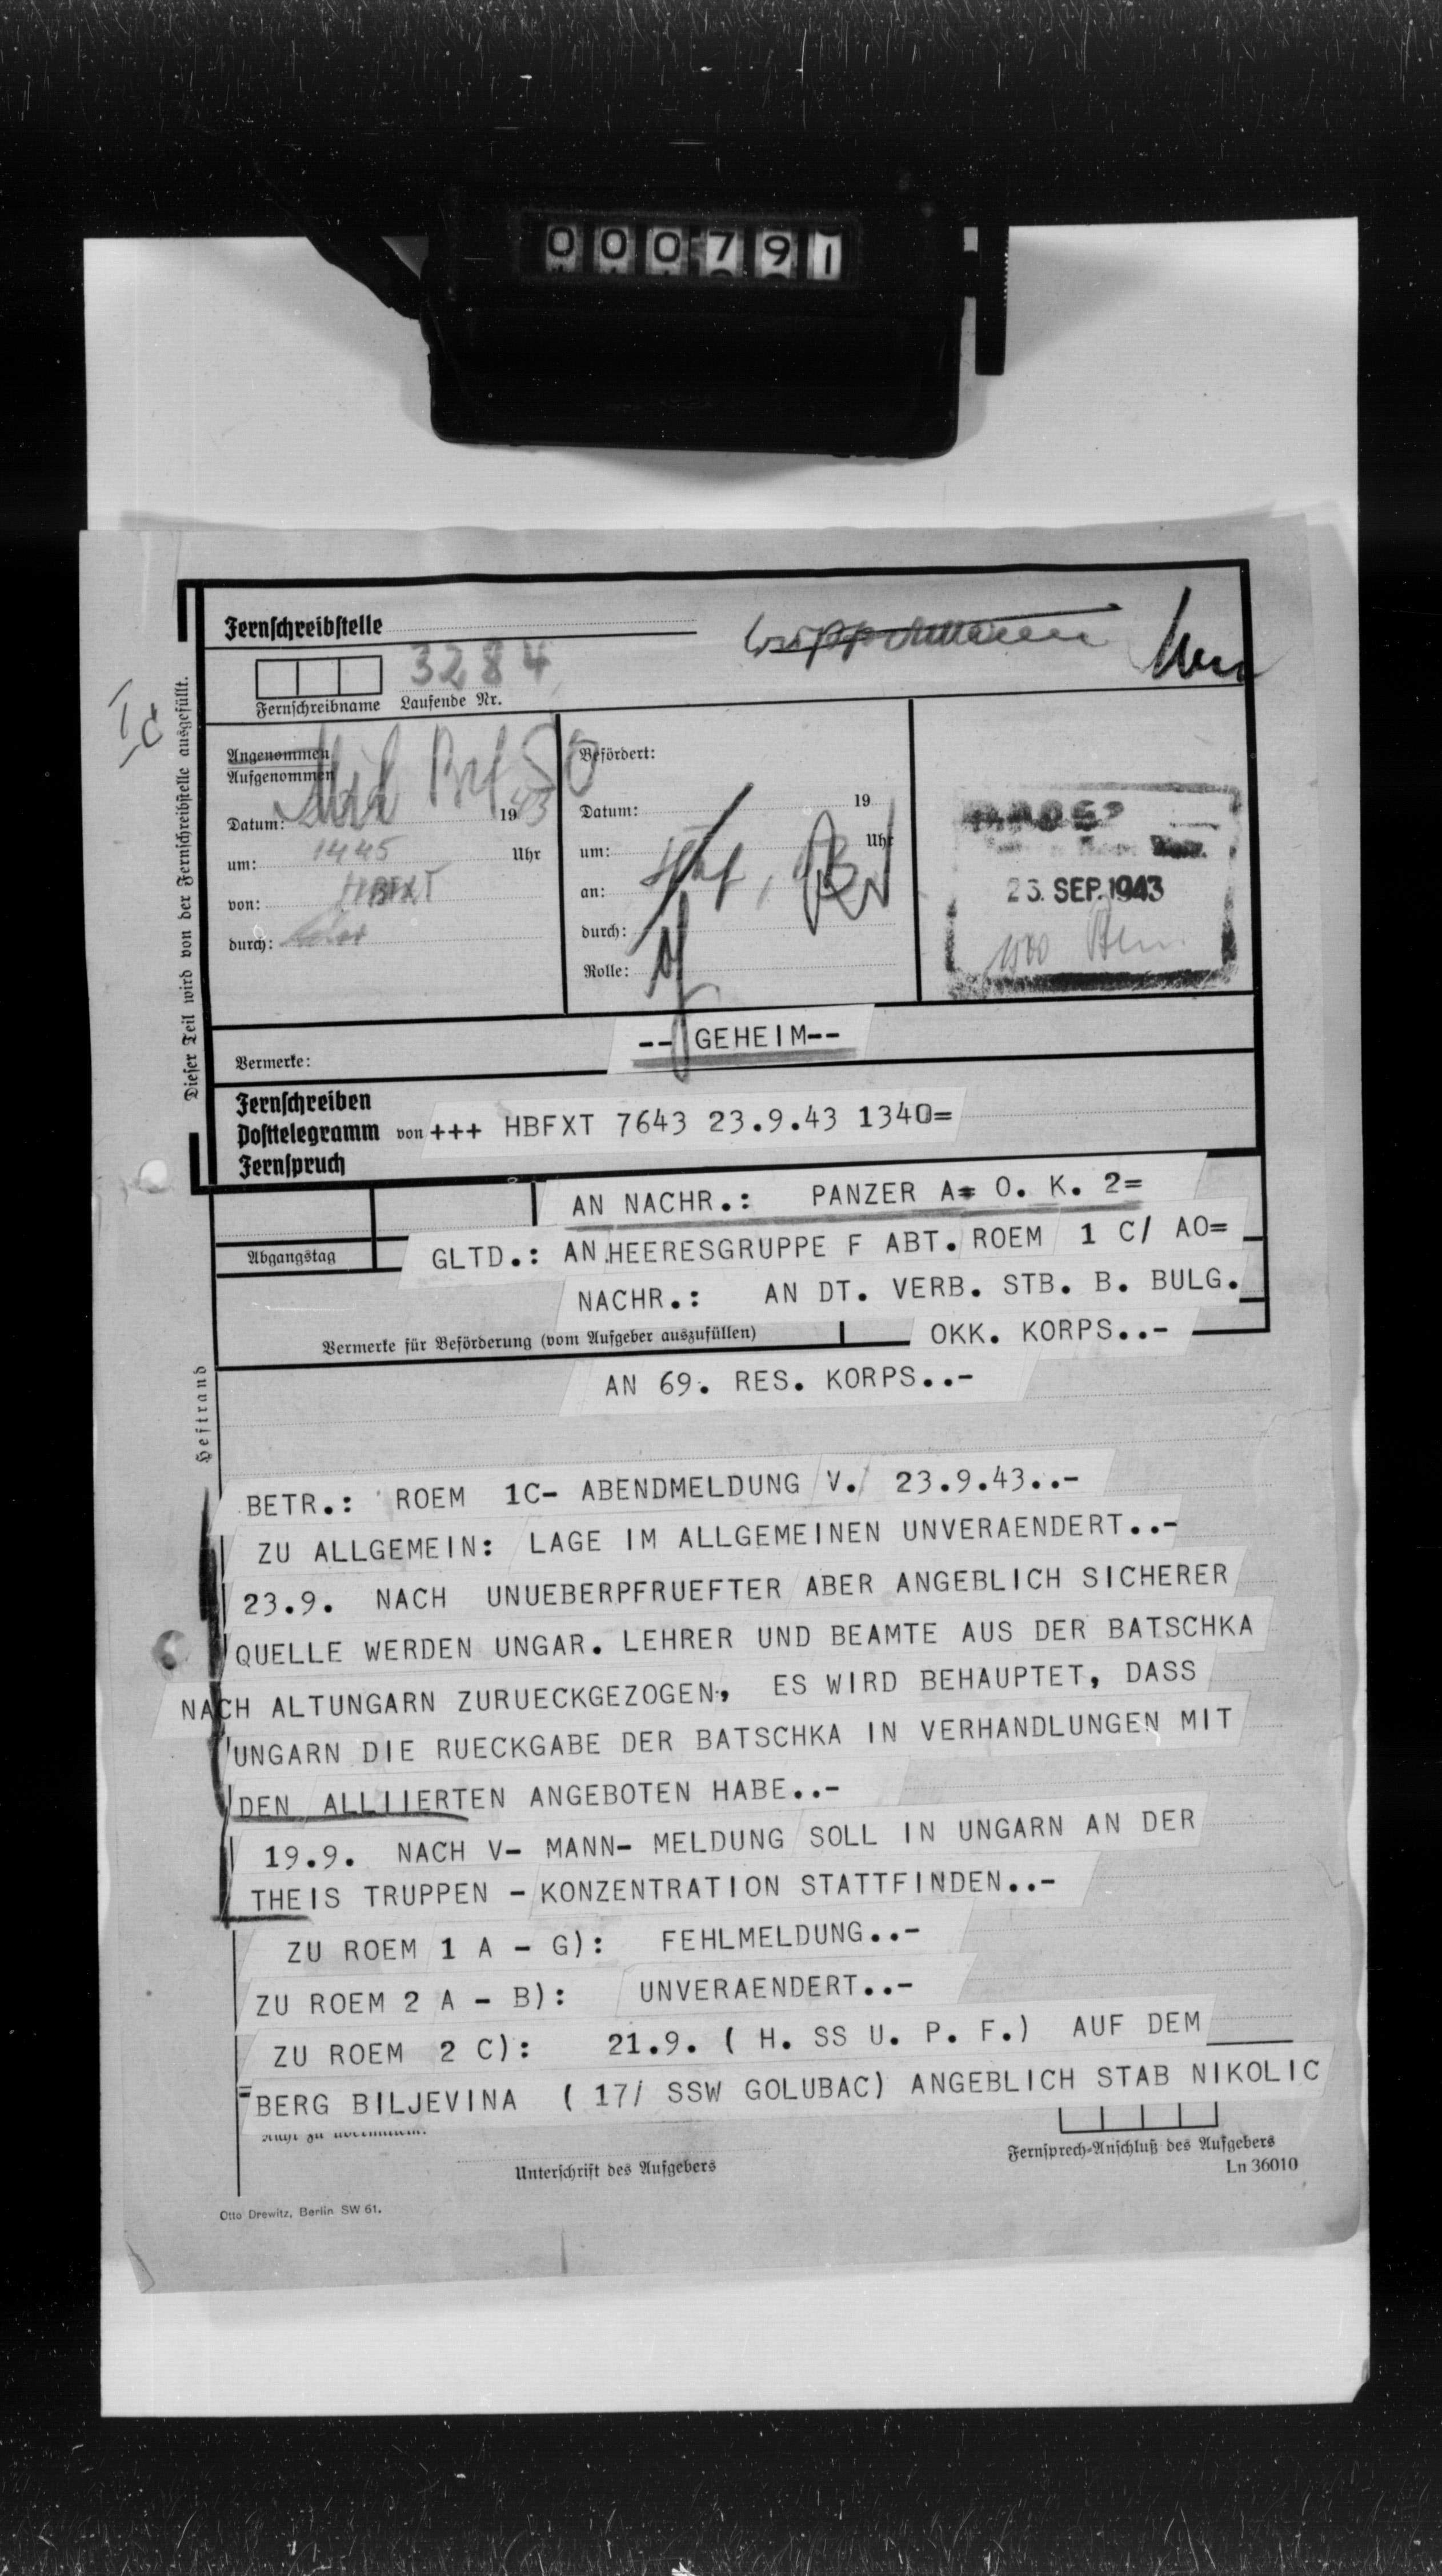 000791
Fernschreibstelle
3284
Fernschreibname Laufende Nr.
I c
Dieser Teil wird von der Fernschreibstelle ausgefüllt.
Angenommen
Aufgenommen
Datum: 1943
um: 1445 Uhr
von: HBFXT
durch:
Befördert:
Datum: 19
um: Uhr
an:
durch:
Rolle:
23. SEP. 1943
Vermerke:
--GEHEIM--
Fernschreiben
Posttelegramm von +++ HBFXT 7643 23.9.43 1340=
Fernspruch
AN NACHR.: PANZER A= O. K. 2=
Abgangstag
GLTD.: AN HEERESGRUPPE F ABT. ROEM 1 C/ AO=
NACHR.: AN DT. VERB. STB. B. BULG.
Vermerke für Beförderung (vom Aufgeber auszufüllen)
OKK. KORPS..-
AN 69. RES. KORPS..-
Heftrand
BETR.: ROEM 1C- ABENDMELDUNG V. 23.9.43..-
ZU ALLGEMEIN: LAGE IM ALLGEMEINEN UNVERAENDERT..-
23.9. NACH UNUEBERPFRUEFTER ABER ANGEBLICH SICHERER
QUELLE WERDEN UNGAR. LEHRER UND BEAMTE AUS DER BATSCHKA
NACH ALTUNGARN ZURUECKGEZOGEN, ES WIRD BEHAUPTET, DASS
UNGARN DIE RUECKGABE DER BATSCHKA IN VERHANDLUNGEN MIT
DEN ALLIIERTEN ANGEBOTEN HABE..-
19.9. NACH V- MANN- MELDUNG SOLL IN UNGARN AN DER
THEIS TRUPPEN - KONZENTRATION STATTFINDEN..-
ZU ROEM 1 A - G): FEHLMELDUNG..-
ZU ROEM 2 A - B): UNVERAENDERT..-
ZU ROEM 2 C): 21.9. ( H. SS U. P. F.) AUF DEM
BERG BILJEVINA ( 17/ SSW GOLUBAC) ANGEBLICH STAB NIKOLIC
Unterschrift des Aufgebers
Fernsprech-Anschluß des Aufgebers
Ln 36010
Otto Drewitz, Berlin SW 61.